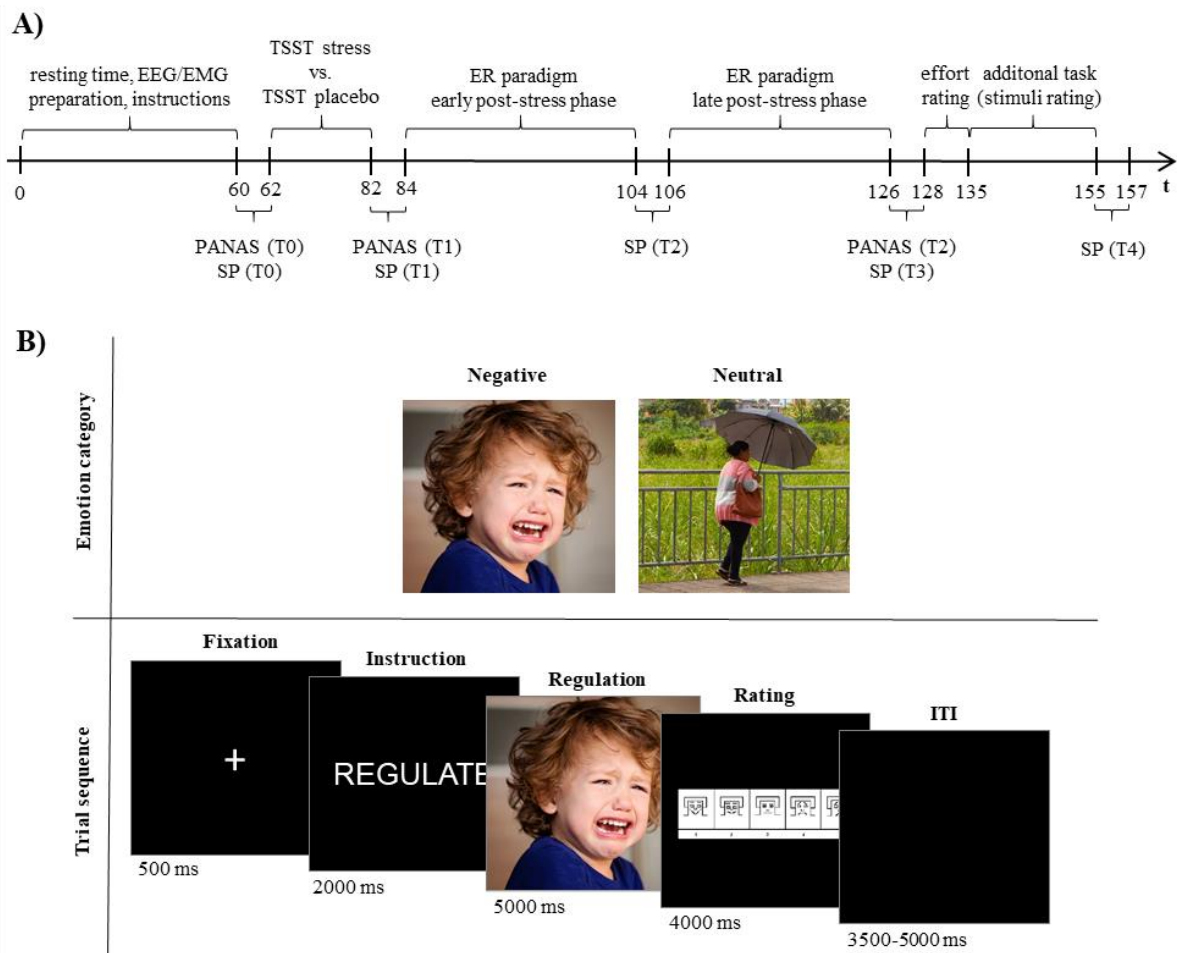 A)
resting time, EEG/EMG
preparation, instructions
TSST stress
vs.
TSST placebo
ER paradigm
early post-stress phase
ER paradigm
late post-stress phase
effort
rating
additonal task
(stimuli rating)
0
60
62
82
84
104
106
126
128
135
155
157
t
PANAS (T0)
SP (T0)
PANAS (T1)
SP (T1)
SP (T2)
PANAS (T2)
SP (T3)
SP (T4)
B)
Emotion category
Negative
Neutral
Trial sequence
Fixation
+
500 ms
Instruction
REGULATE
2000 ms
Regulation
5000 ms
Rating
1 2 3 4
4000 ms
ITI
3500-5000 ms